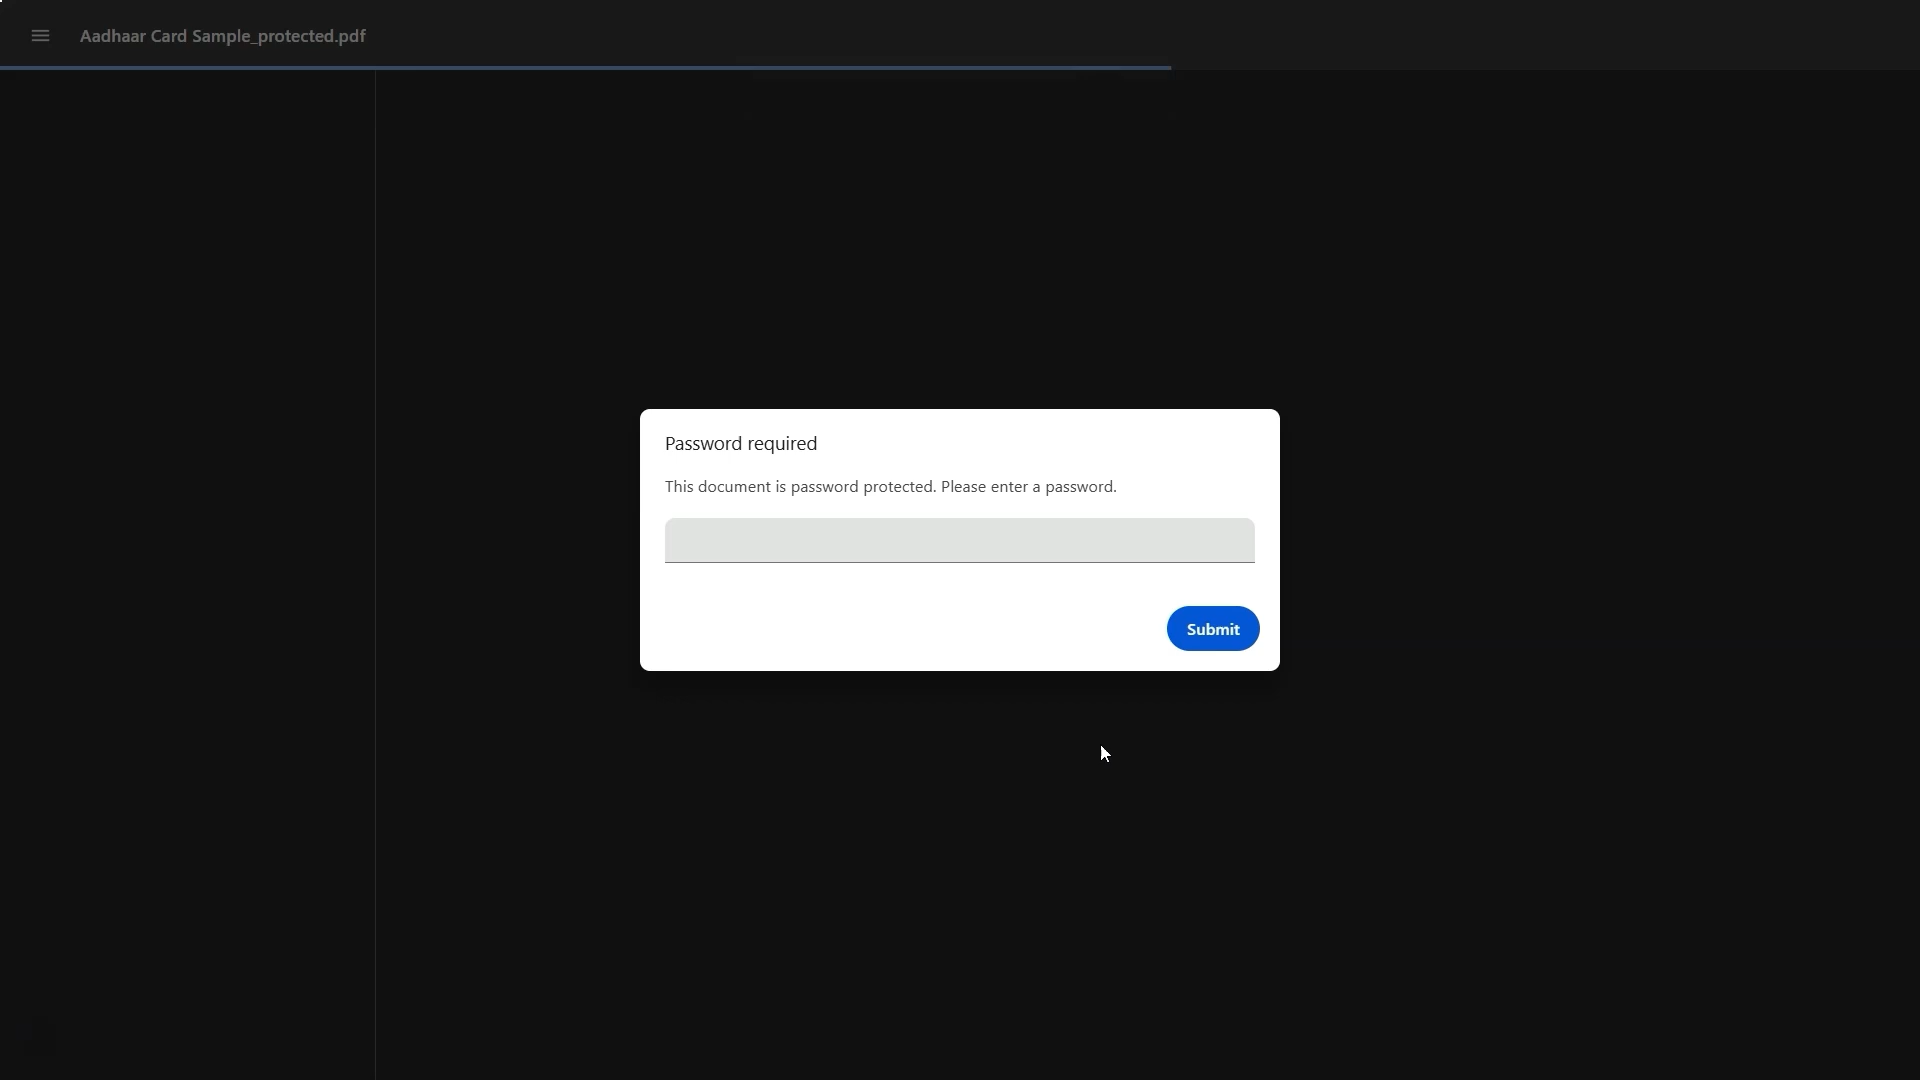 Aadhaar Card Sample_protected.pdf
Password required
This document is password protected. Please enter a password.
Submit